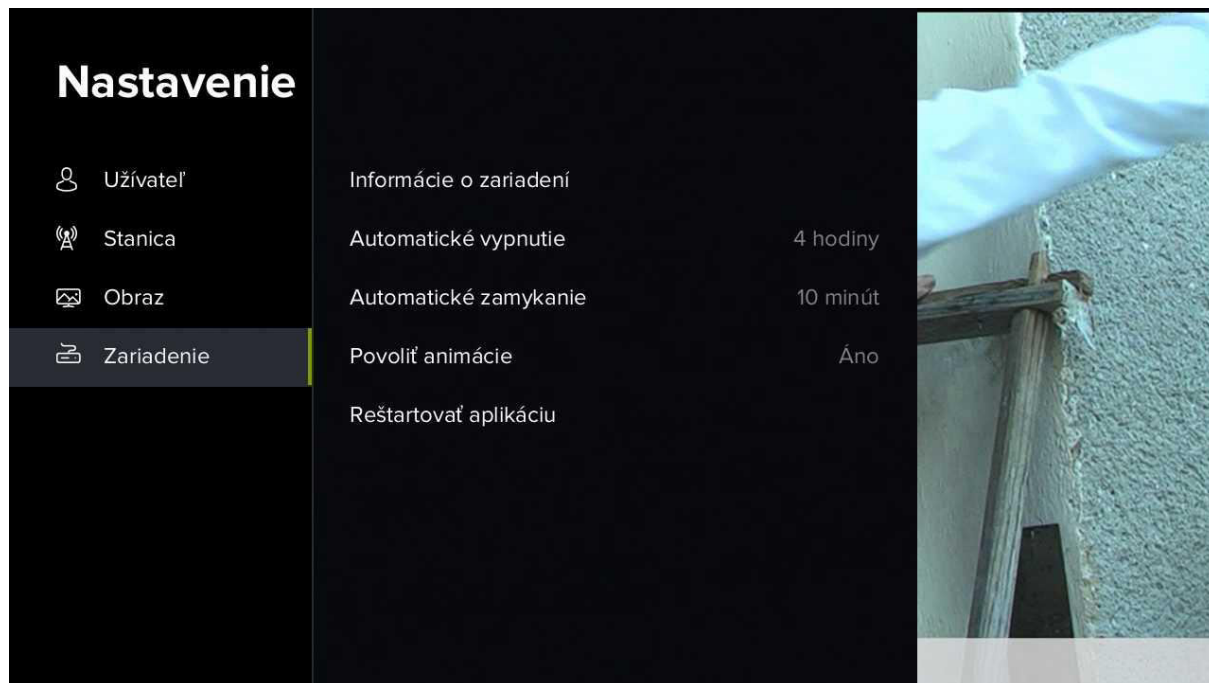 Nastavenie
Užívateľ
Stanica
Obraz
Zariadenie
Informácie o zariadení
Automatické vypnutie 4 hodiny
Automatické zamykanie 10 minút
Povoliť animácie Áno
Reštartovať aplikáciu